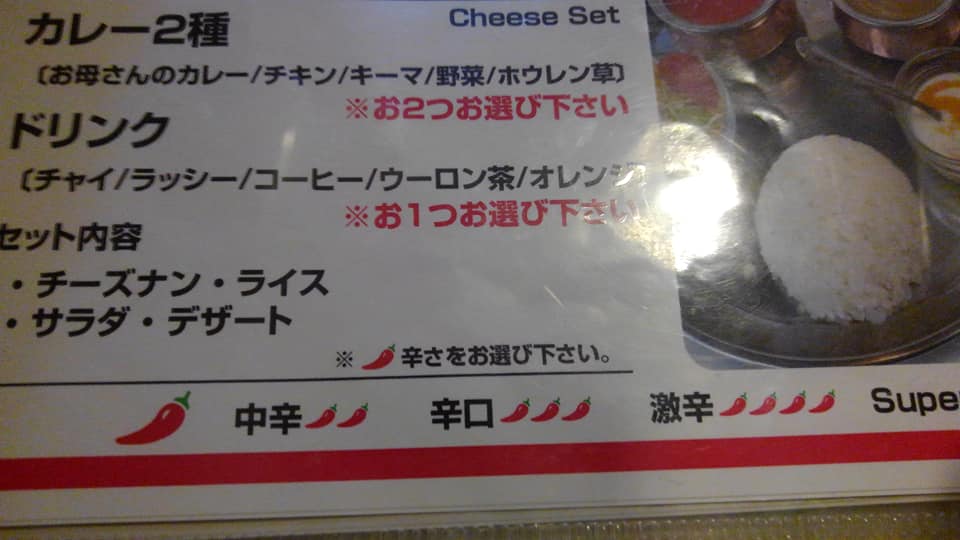 Cheese Set
カレー2種
〔お母さんのカレー/チキン/キーマ/野菜/ホウレン草〕
※お2つお選び下さい
ドリンク
〔チャイ/ラッシー/コーヒー/ウーロン茶/オレンジ〕
※お1つお選び下さい
セット内容
・チーズナン・ライス
・サラダ・デザート
※ 辛さをお選び下さい。
中辛 辛口 激辛 Super